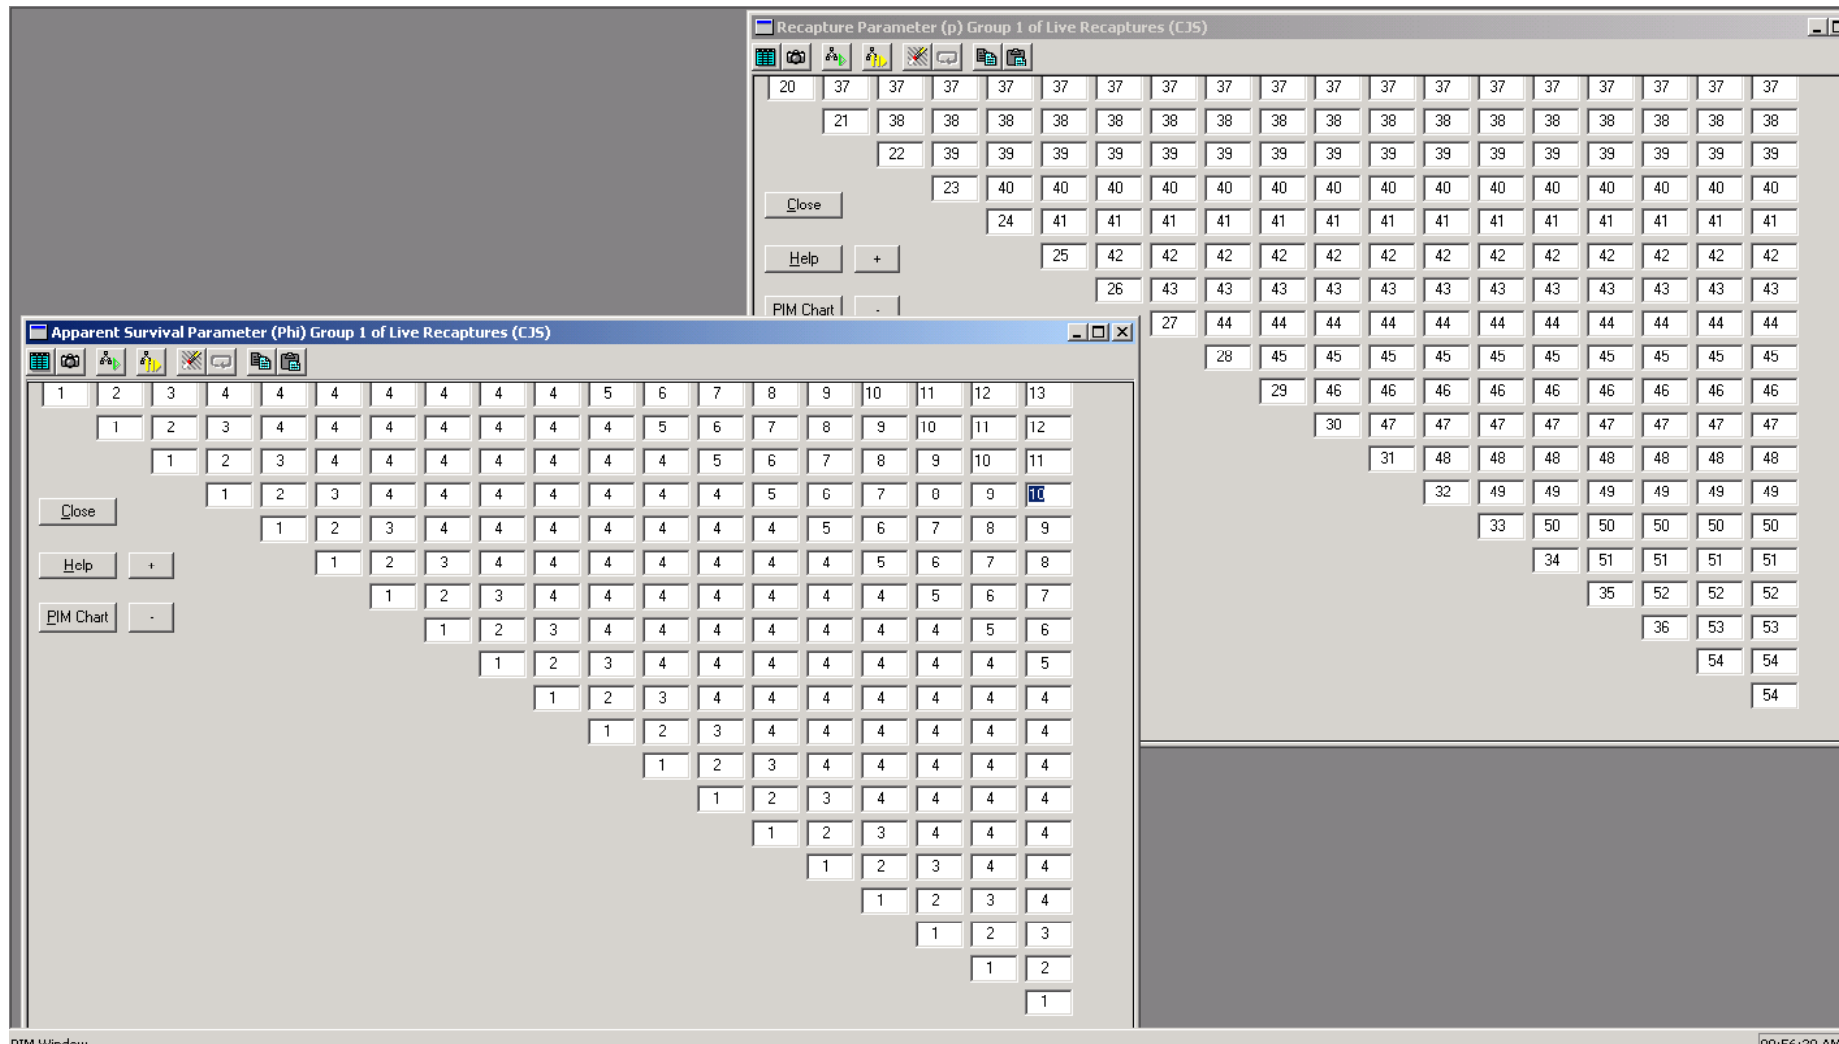 Recapture Parameter (p) Group 1 of Live Recaptures (CJS)
20 37 37 37 37 37 37 37 37 37 37 37 37 37 37 37 37 37 37
21 38 38 38 38 38 38 38 38 38 38 38 38 38 38 38 38 38
22 39 39 39 39 39 39 39 39 39 39 39 39 39 39 39 39
23 40 40 40 40 40 40 40 40 40 40 40 40 40 40 40
Close
24 41 41 41 41 41 41 41 41 41 41 41 41 41 41
Help + 25 42 42 42 42 42 42 42 42 42 42 42 42 42
26 43 43 43 43 43 43 43 43 43 43 43 43
PIM Chart -
27 44 44 44 44 44 44 44 44 44 44 44
28 45 45 45 45 45 45 45 45 45 45
29 46 46 46 46 46 46 46 46 46
30 47 47 47 47 47 47 47 47
31 48 48 48 48 48 48 48
32 49 49 49 49 49 49
33 50 50 50 50 50
34 51 51 51 51
35 52 52 52
36 53 53
54 54
54
Apparent Survival Parameter (Phi) Group 1 of Live Recaptures (CJS)
1 2 3 4 4 4 4 4 4 4 5 6 7 8 9 10 11 12 13
1 2 3 4 4 4 4 4 4 4 5 6 7 8 9 10 11 12
1 2 3 4 4 4 4 4 4 4 5 6 7 8 9 10 11
1 2 3 4 4 4 4 4 4 4 5 6 7 8 9 10
Close
1 2 3 4 4 4 4 4 4 4 5 6 7 8 9
Help + 1 2 3 4 4 4 4 4 4 4 5 6 7 8
1 2 3 4 4 4 4 4 4 4 5 6 7
PIM Chart -
1 2 3 4 4 4 4 4 4 4 5 6
1 2 3 4 4 4 4 4 4 4 5
1 2 3 4 4 4 4 4 4 4
1 2 3 4 4 4 4 4 4
1 2 3 4 4 4 4 4
1 2 3 4 4 4 4
1 2 3 4 4 4
1 2 3 4 4
1 2 3 4
1 2 3
1 2
1
PIM Window